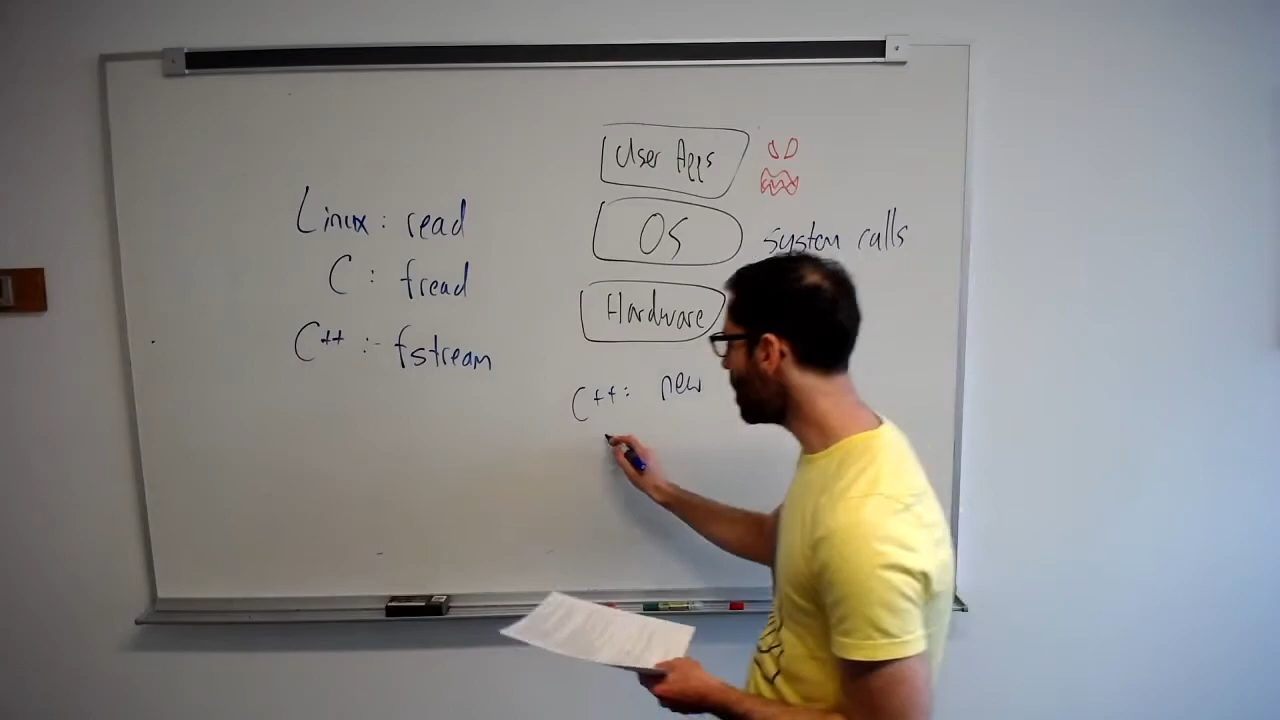 Linux: read
C: fread
C++: fstream
User Apps
OS
system calls
Hardware
C++: new